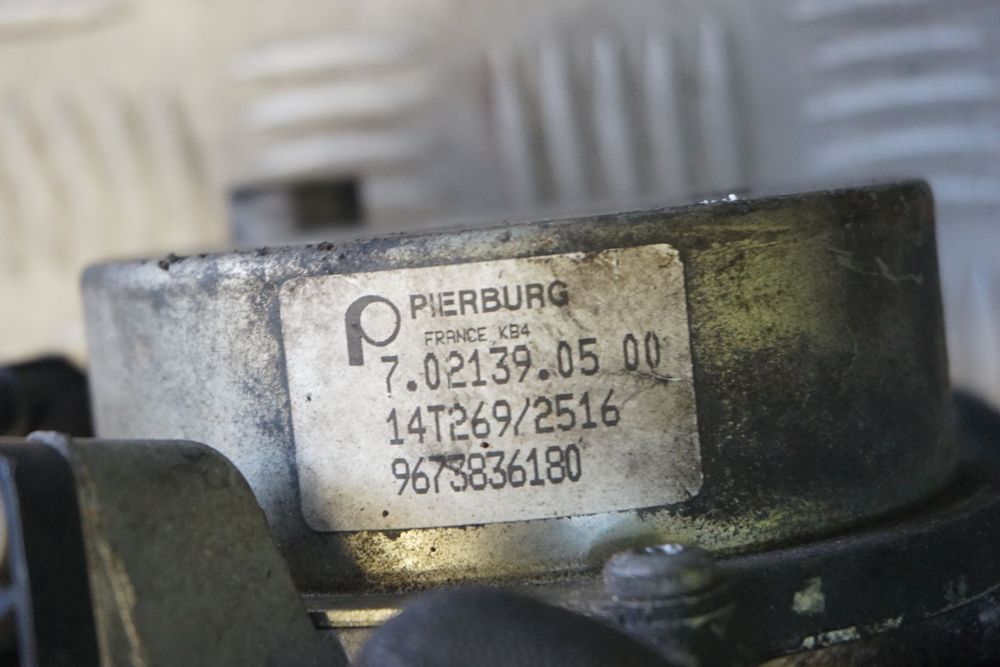 PIERBURG
FRANCE KB4
7.02139.05 00
14T269/2516
9673836180